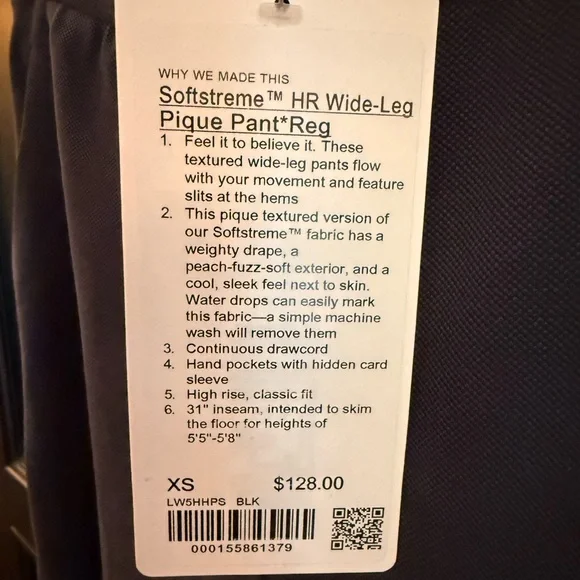 WHY WE MADE THIS
Softstreme™ HR Wide-Leg
Pique Pant*Reg
1. Feel it to believe it. These
textured wide-leg pants flow
with your movement and feature
slits at the hems
2. This pique textured version of
our Softstreme™ fabric has a
weighty drape, a
peach-fuzz-soft exterior, and a
cool, sleek feel next to skin.
Water drops can easily mark
this fabric—a simple machine
wash will remove them
3. Continuous drawcord
4. Hand pockets with hidden card
sleeve
5. High rise, classic fit
6. 31" inseam, intended to skim
the floor for heights of
5'5"-5'8"
XS $128.00
LW5HHPS BLK
000155861379